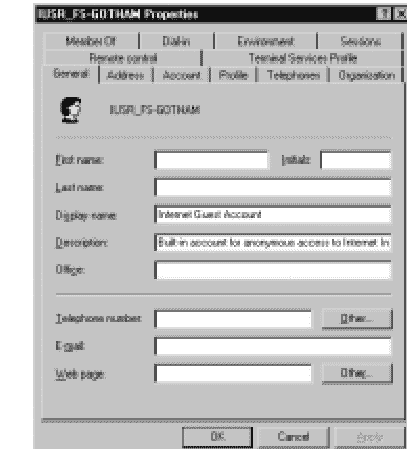 IUSR_FS-GOTHAM Properties
Member Of Dial-in Environment Sessions
Remote control Terminal Services Profile
General Address Account Profile Telephones Organization
IUSR_FS-GOTHAM
First name: Initials:
Last name:
Display name: Internet Guest Account
Description: Built-in account for anonymous access to Internet In
Office:
Telephone number: Other...
E-mail:
Web page: Other...
OK Cancel Apply